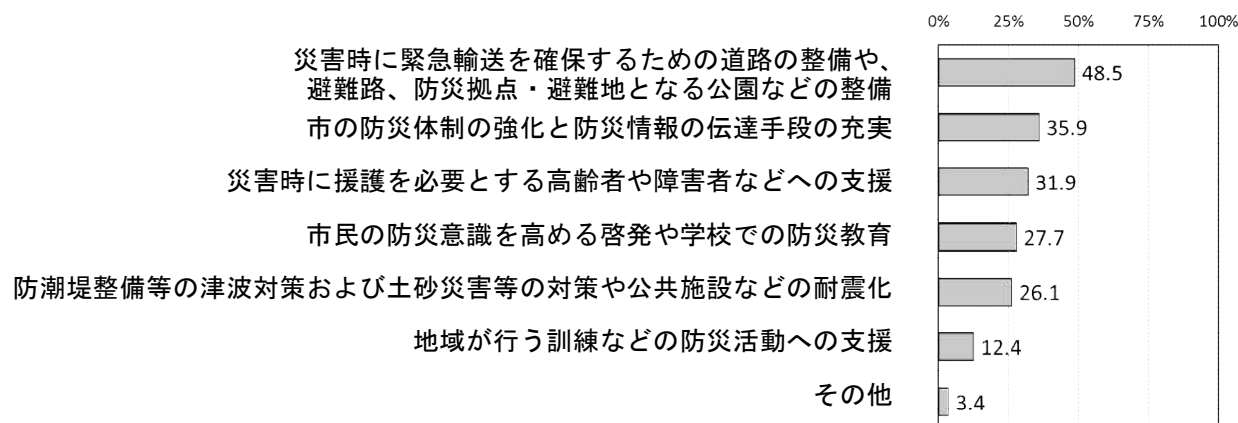 0% 25% 50% 75% 100%
災害時に緊急輸送を確保するための道路の整備や、
避難路、防災拠点・避難地となる公園などの整備
48.5
市の防災体制の強化と防災情報の伝達手段の充実
35.9
災害時に援護を必要とする高齢者や障害者などへの支援
31.9
市民の防災意識を高める啓発や学校での防災教育
27.7
防潮堤整備等の津波対策および土砂災害等の対策や公共施設などの耐震化
26.1
地域が行う訓練などの防災活動への支援
12.4
その他
3.4